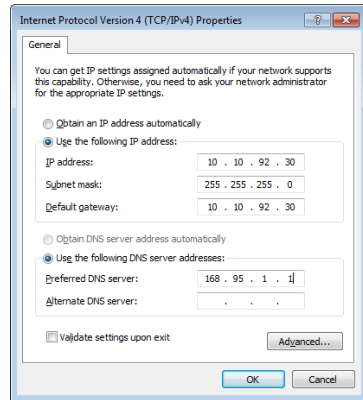 Internet Protocol Version 4 (TCP/IPv4) Properties
General
You can get IP settings assigned automatically if your network supports
this capability. Otherwise, you need to ask your network administrator
for the appropriate IP settings.
Obtain an IP address automatically
Use the following IP address:
IP address: 10 . 10 . 92 . 30
Subnet mask: 255 . 255 . 255 . 0
Default gateway: 10 . 10 . 92 . 30
Obtain DNS server address automatically
Use the following DNS server addresses:
Preferred DNS server: 168 . 95 . 1 . 1
Alternate DNS server: . . .
Validate settings upon exit
Advanced...
OK Cancel